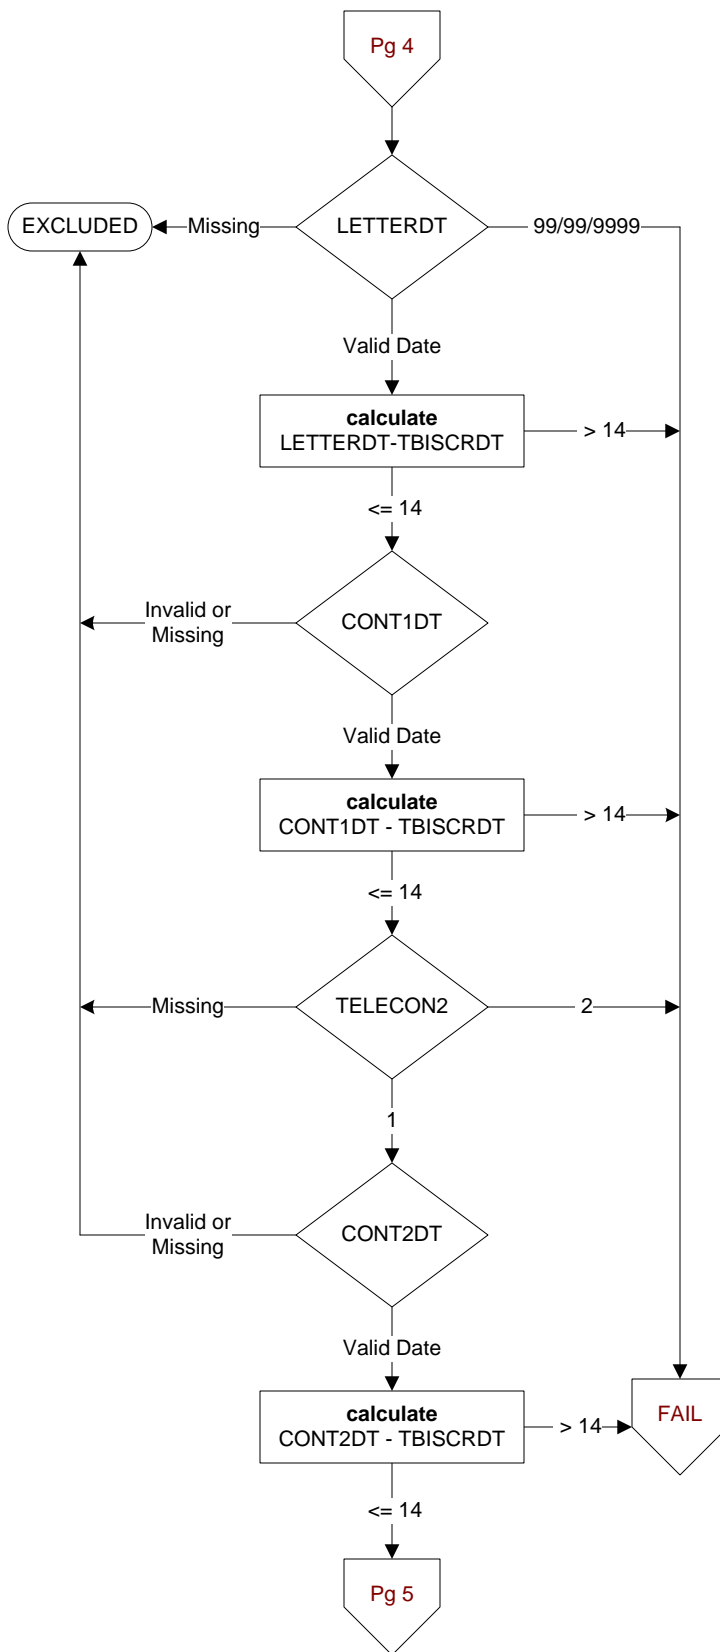 Pg 4
EXCLUDED
Missing
LETTERDT
99/99/9999
Valid Date
calculate
LETTERDT-TBISCRDT
> 14
<= 14
Invalid or
Missing
CONT1DT
Valid Date
calculate
CONT1DT - TBISCRDT
> 14
<= 14
Missing
TELECON2
2
1
Invalid or
Missing
CONT2DT
Valid Date
calculate
CONT2DT - TBISCRDT
> 14
FAIL
<= 14
Pg 5